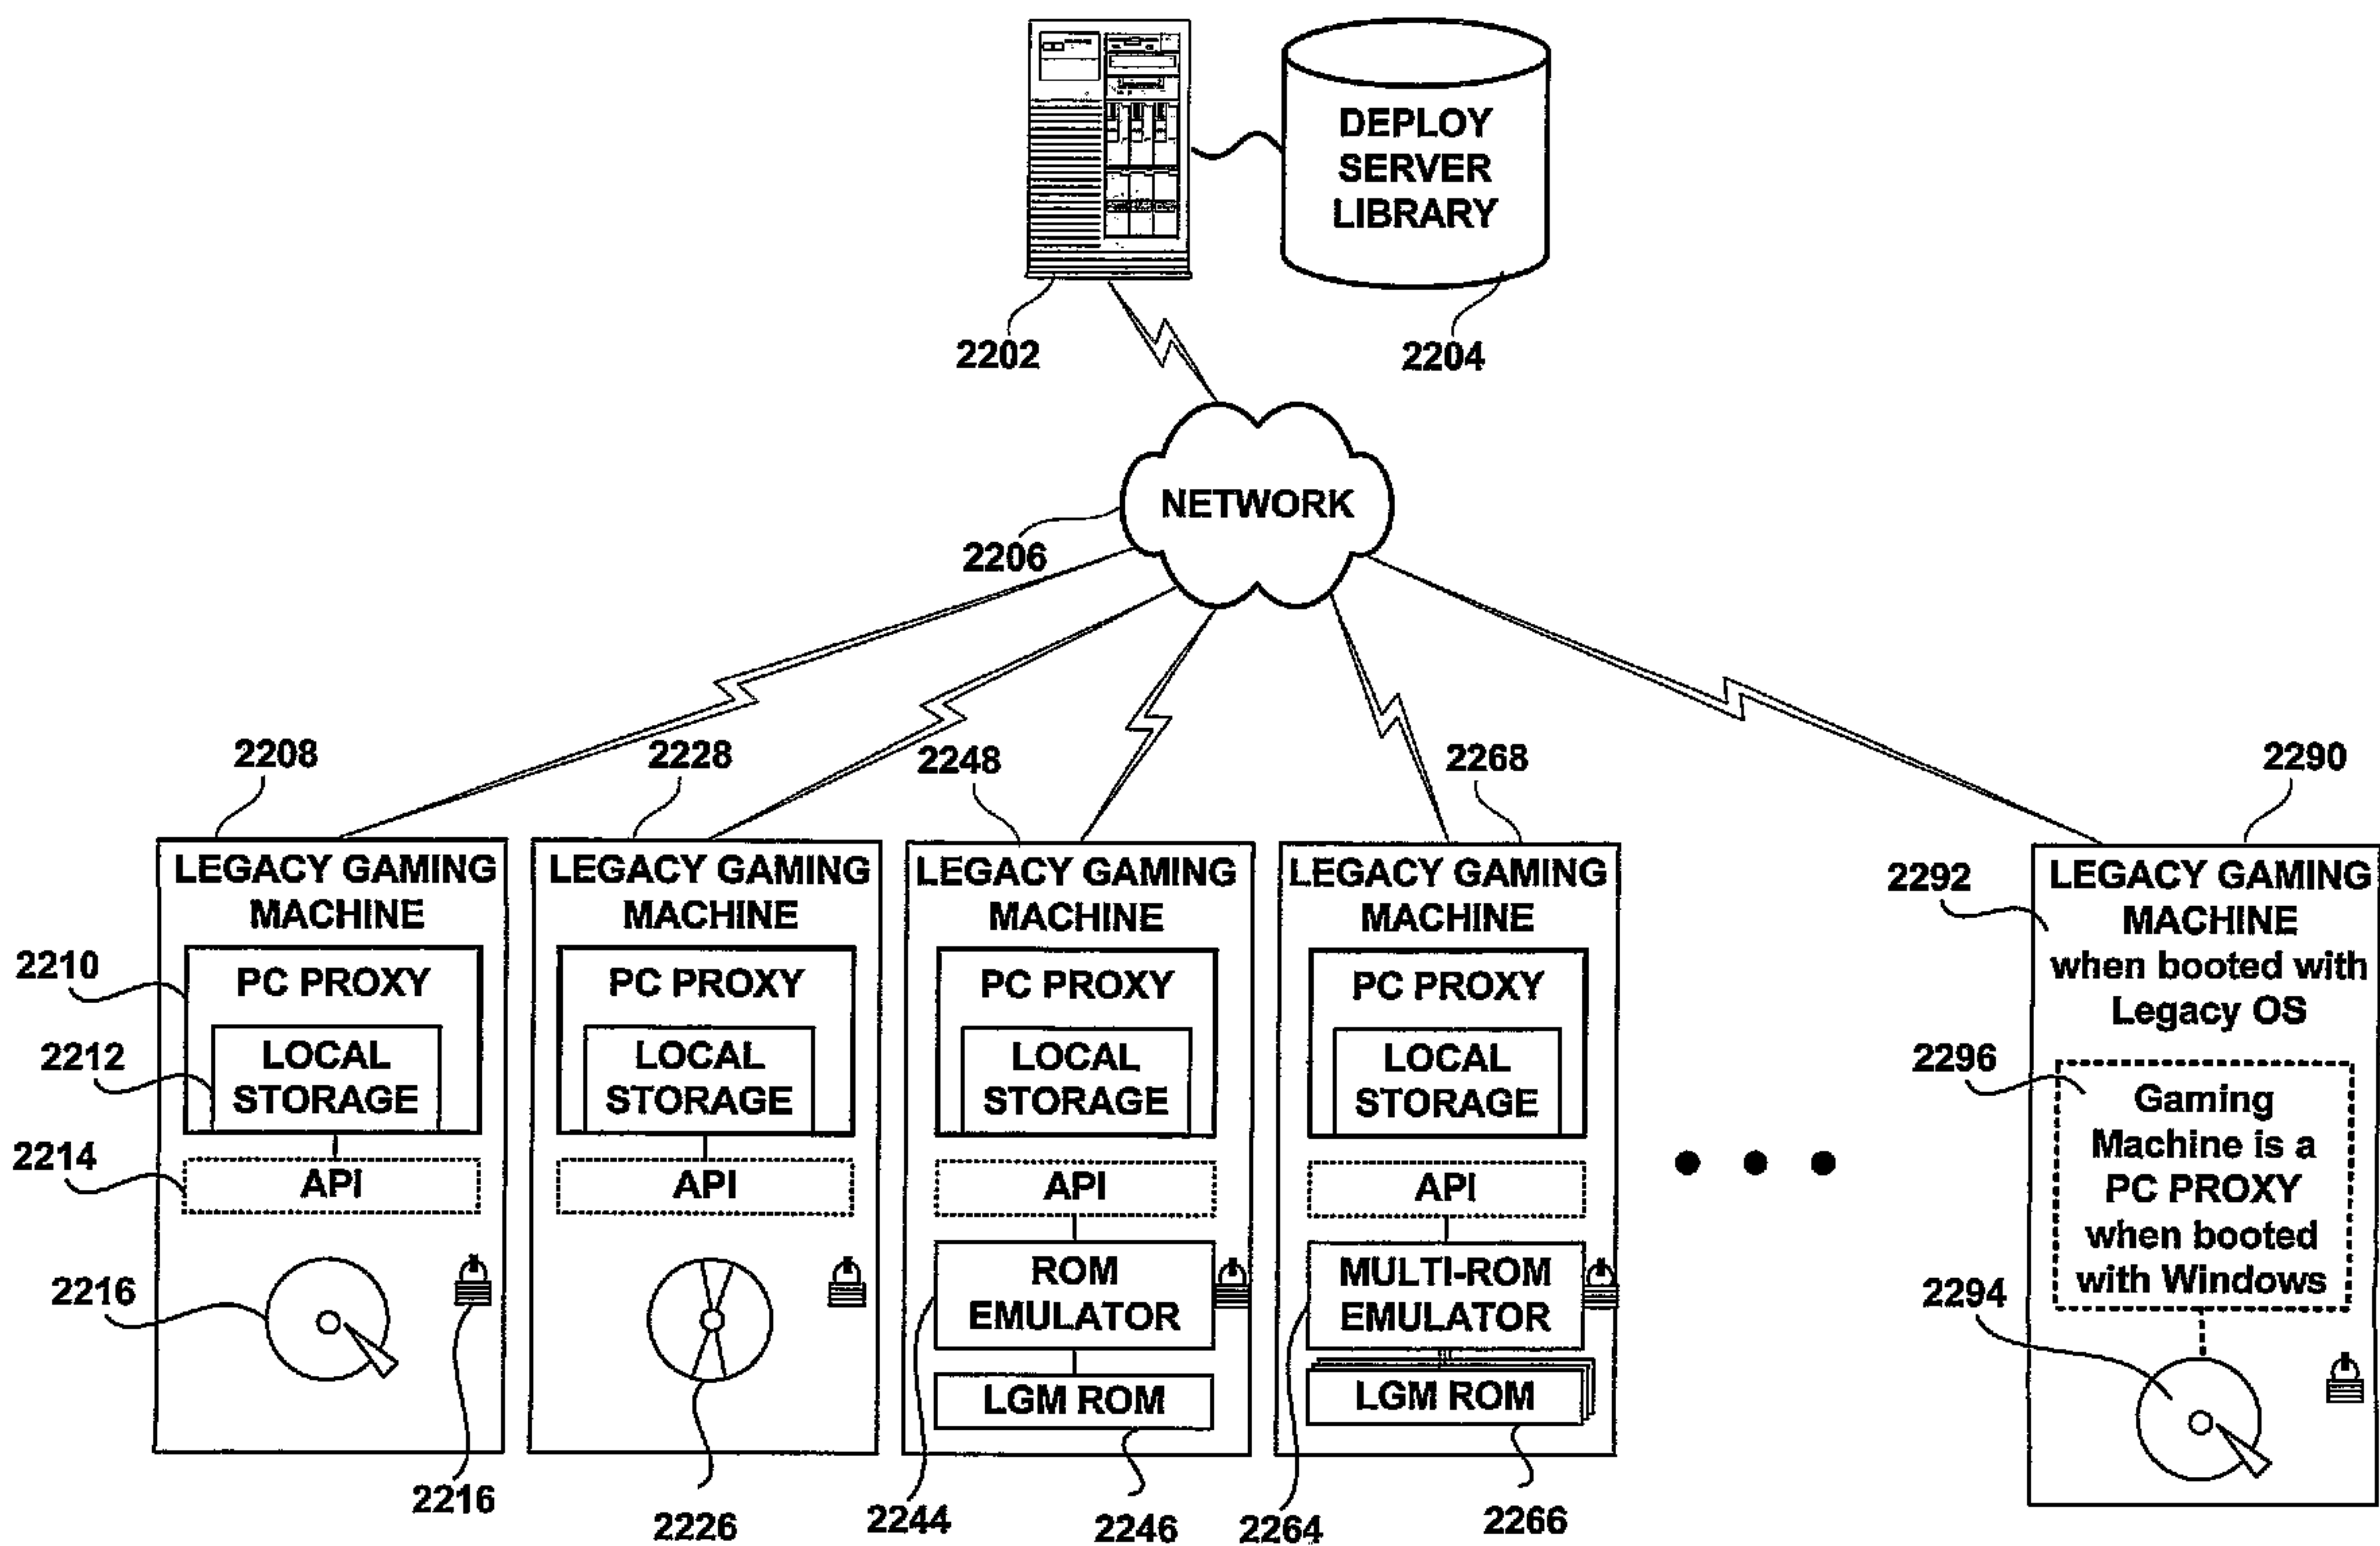 DEPLOY
SERVER
LIBRARY
2202
2204
NETWORK
2206
2208
2228
2248
2268
2290
LEGACY GAMING
MACHINE
2210
PC PROXY
2212
LOCAL
STORAGE
2214
API
2216
2216
LEGACY GAMING
MACHINE
PC PROXY
LOCAL
STORAGE
API
2226
LEGACY GAMING
MACHINE
PC PROXY
LOCAL
STORAGE
API
ROM
EMULATOR
LGM ROM
2244
2246
LEGACY GAMING
MACHINE
PC PROXY
LOCAL
STORAGE
API
MULTI-ROM
EMULATOR
LGM ROM
2264
2266
2292
LEGACY GAMING
MACHINE
when booted with
Legacy OS
2296
Gaming
Machine is a
PC PROXY
when booted
with Windows
2294